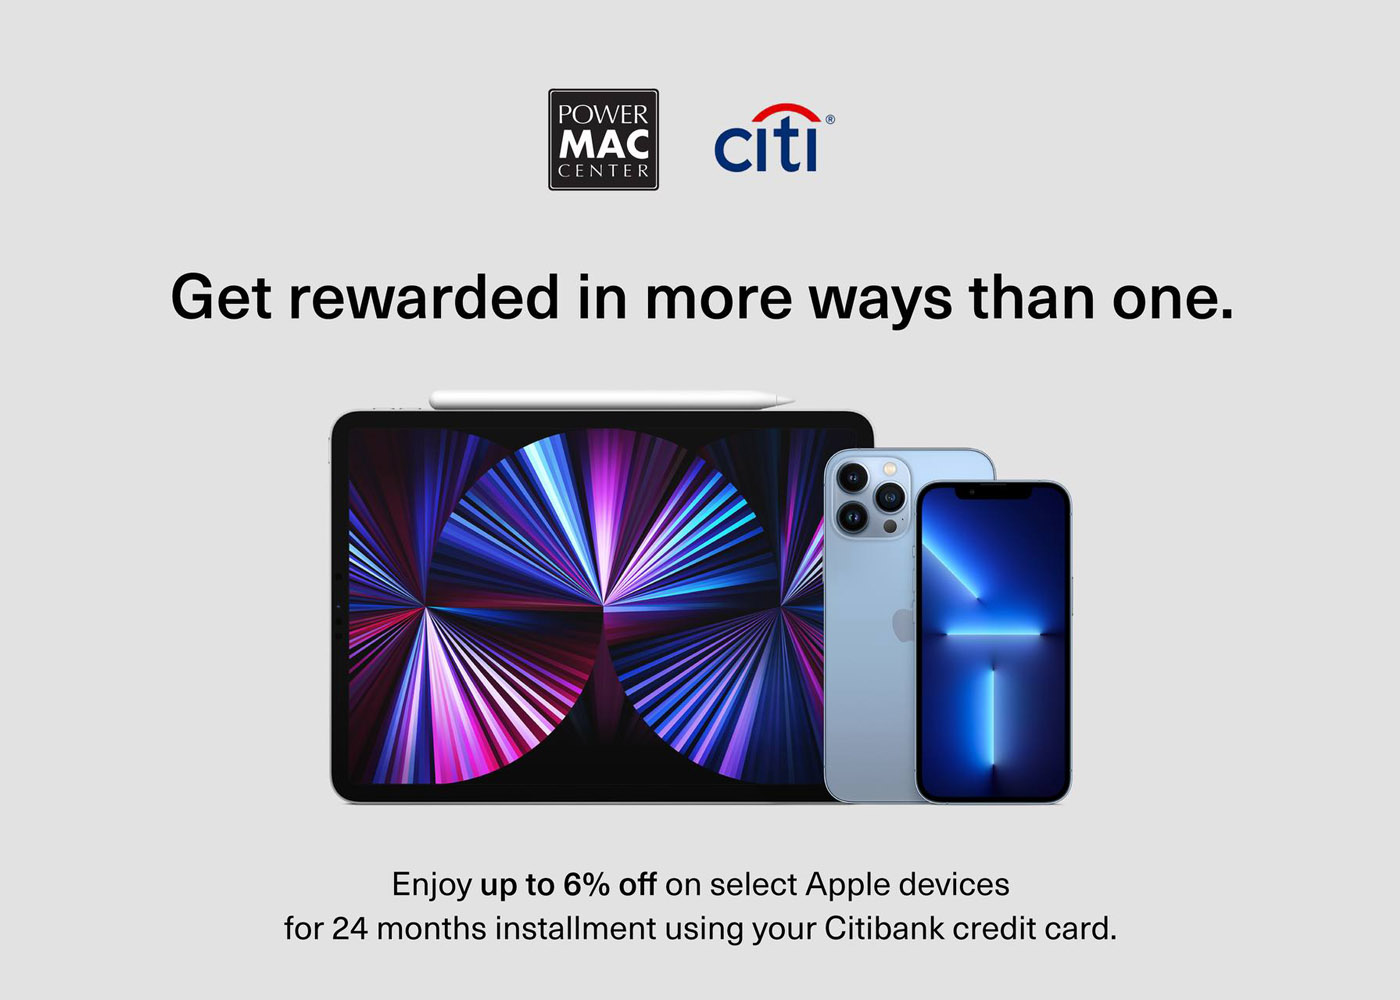 POWER
MAC
CENTER
citi®
Get rewarded in more ways than one.
Enjoy up to 6% off on select Apple devices
for 24 months installment using your Citibank credit card.